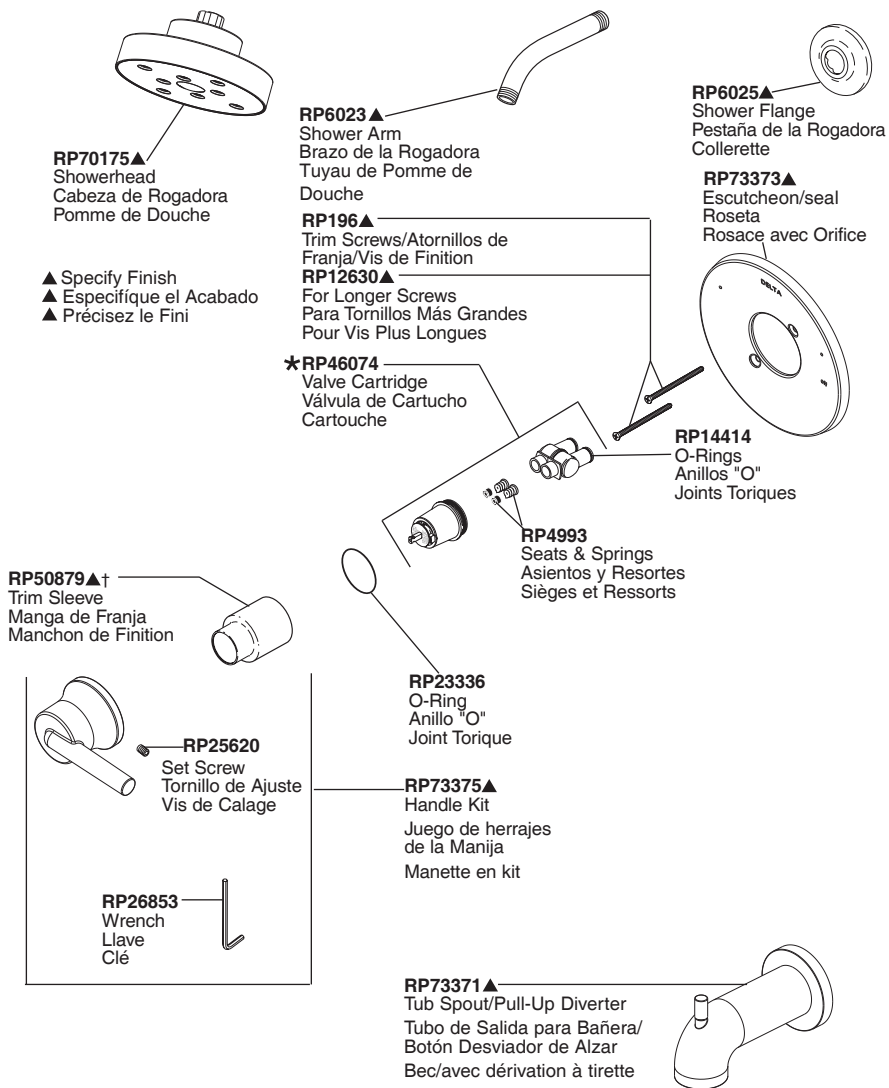 RP70175▲
Showerhead
Cabeza de Rogadora
Pomme de Douche
RP6023▲
Shower Arm
Brazo de la Rogadora
Tuyau de Pomme de
Douche
RP6025▲
Shower Flange
Pestaña de la Rogadora
Collerette
RP73373▲
Escutcheon/seal
Roseta
Rosace avec Orifice
RP196▲
Trim Screws/Atornillos de
Franja/Vis de Finition
RP12630▲
For Longer Screws
Para Tornillos Más Grandes
Pour Vis Plus Longues
▲ Specify Finish
▲ Especifíque el Acabado
▲ Précisez le Fini
DELTA
★RP46074
Valve Cartridge
Válvula de Cartucho
Cartouche
RP14414
O-Rings
Anillos "O"
Joints Toriques
RP4993
Seats & Springs
Asientos y Resortes
Sièges et Ressorts
RP50879▲†
Trim Sleeve
Manga de Franja
Manchon de Finition
RP23336
O-Ring
Anillo "O"
Joint Torique
RP25620
Set Screw
Tornillo de Ajuste
Vis de Calage
RP73375▲
Handle Kit
Juego de herrajes
de la Manija
Manette en kit
RP26853
Wrench
Llave
Clé
RP73371▲
Tub Spout/Pull-Up Diverter
Tubo de Salida para Bañera/
Botón Desviador de Alzar
Bec/avec dérivation à tirette